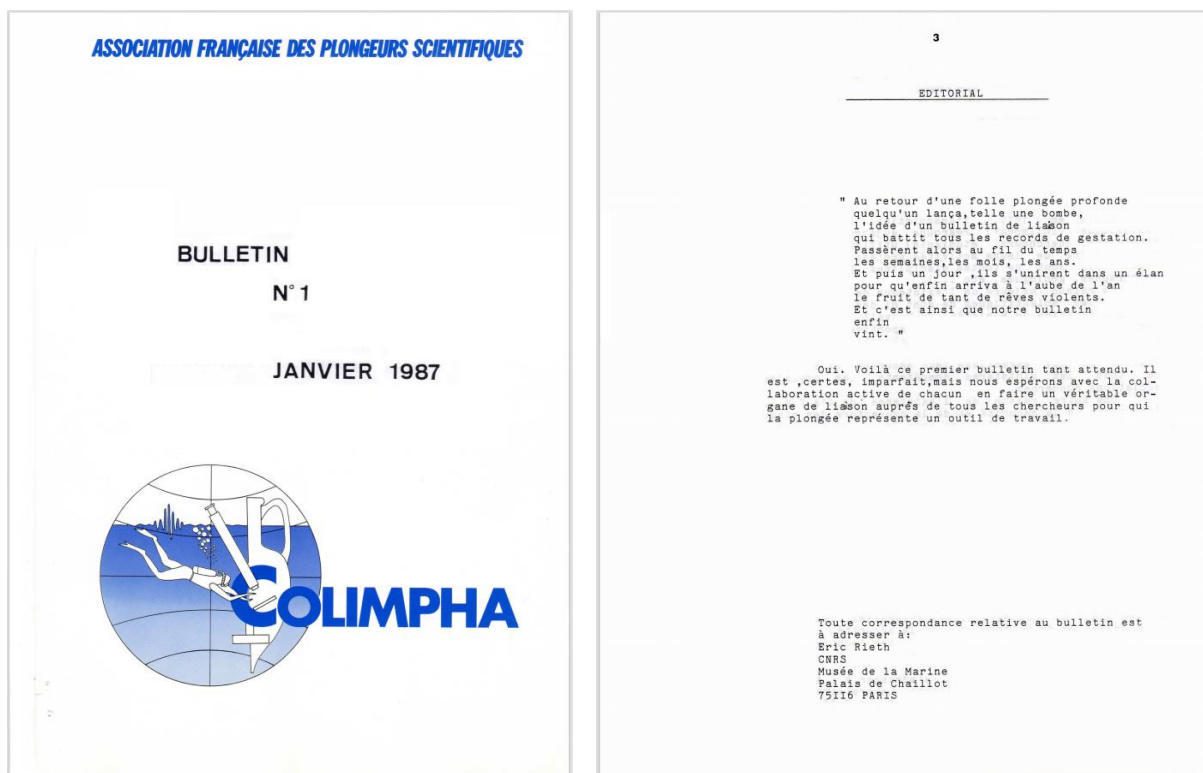 ASSOCIATION FRANÇAISE DES PLONGEURS SCIENTIFIQUES
BULLETIN
N° 1
JANVIER 1987
COLIMPHA
3
EDITORIAL
" Au retour d'une folle plongée profonde
quelqu'un lança,telle une bombe,
l'idée d'un bulletin de liaison
qui battit tous les records de gestation.
Passèrent alors au fil du temps
les semaines,les mois, les ans.
Et puis un jour ,ils s'unirent dans un élan
pour qu'enfin arriva à l'aube de l'an
le fruit de tant de rêves violents.
Et c'est ainsi que notre bulletin
enfin
vint. "
Oui. Voilà ce premier bulletin tant attendu. Il
est ,certes, imparfait,mais nous espérons avec la col-
laboration active de chacun en faire un véritable or-
gane de liaison auprés de tous les chercheurs pour qui
la plongée représente un outil de travail.
Toute correspondance relative au bulletin est
à adresser à:
Eric Rieth
CNRS
Musée de la Marine
Palais de Chaillot
75II6 PARIS